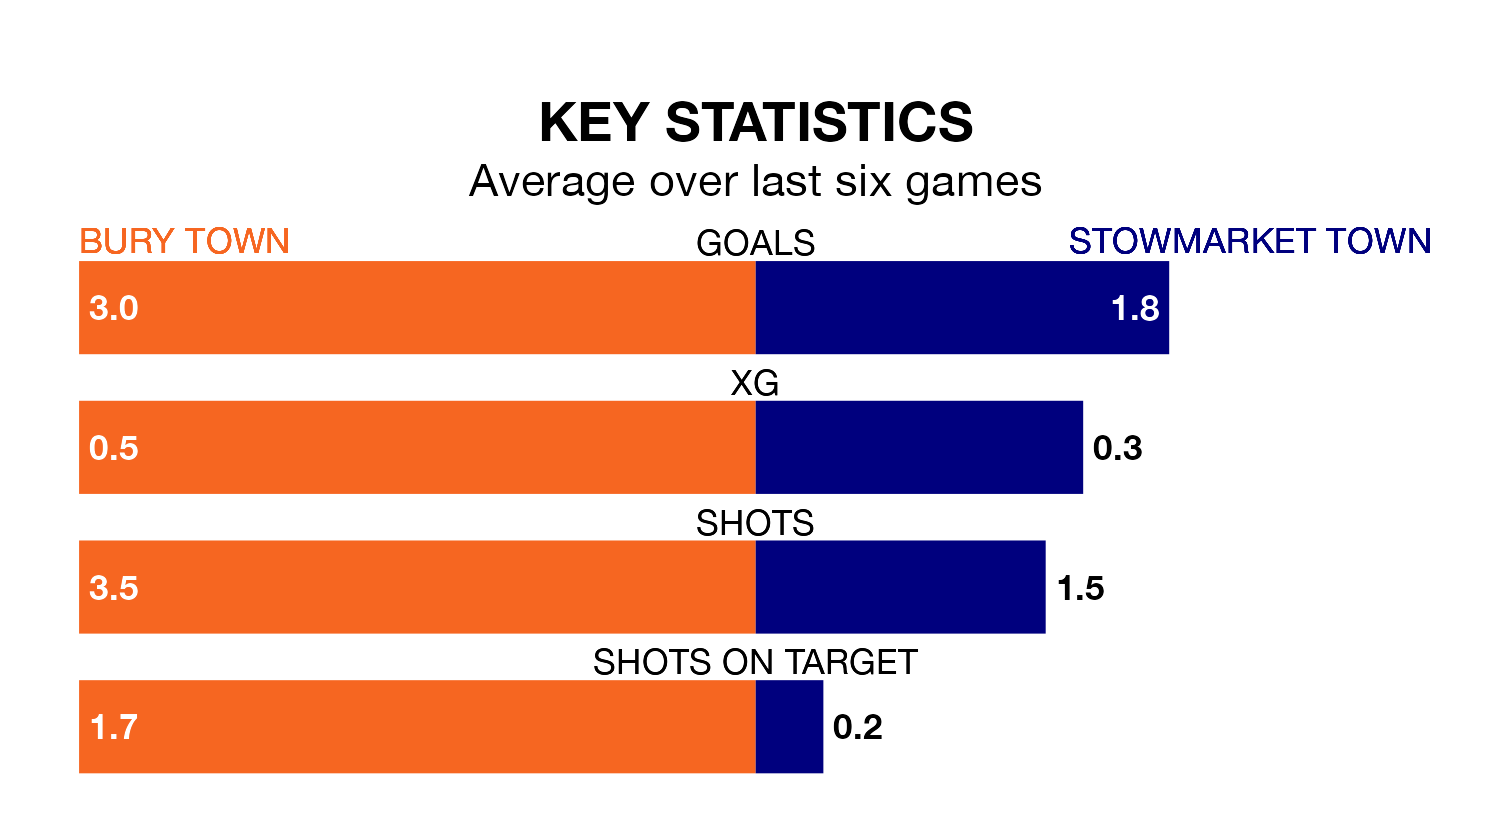 KEY STATISTICS
Average over last six games
BURY TOWN GOALS STOWMARKET TOWN
3.0 1.8
XG
0.5 0.3
SHOTS
3.5 1.5
SHOTS ON TARGET
1.7 0.2